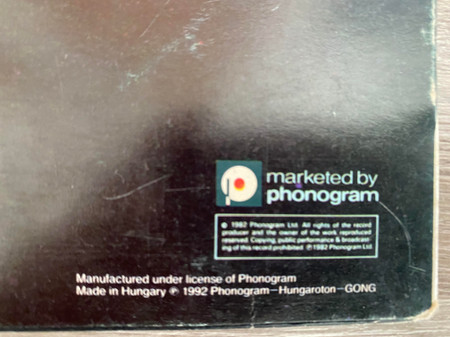 marketed by
phonogram
© 1982 Phonogram Ltd. All rights of the record
producer and the owner of the work reproduced
reserved. Copying, public performance & broadcast-
ing of this record prohibited ℗ 1982 Phonogram Ltd.
Manufactured under license of Phonogram
Made in Hungary ℗ 1992 Phonogram–Hungaroton–GONG